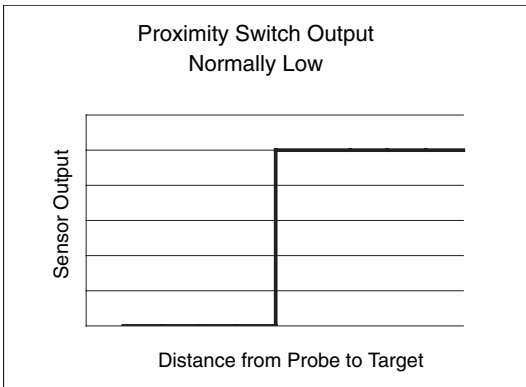 Proximity Switch Output
Normally Low
Sensor Output
Distance from Probe to Target